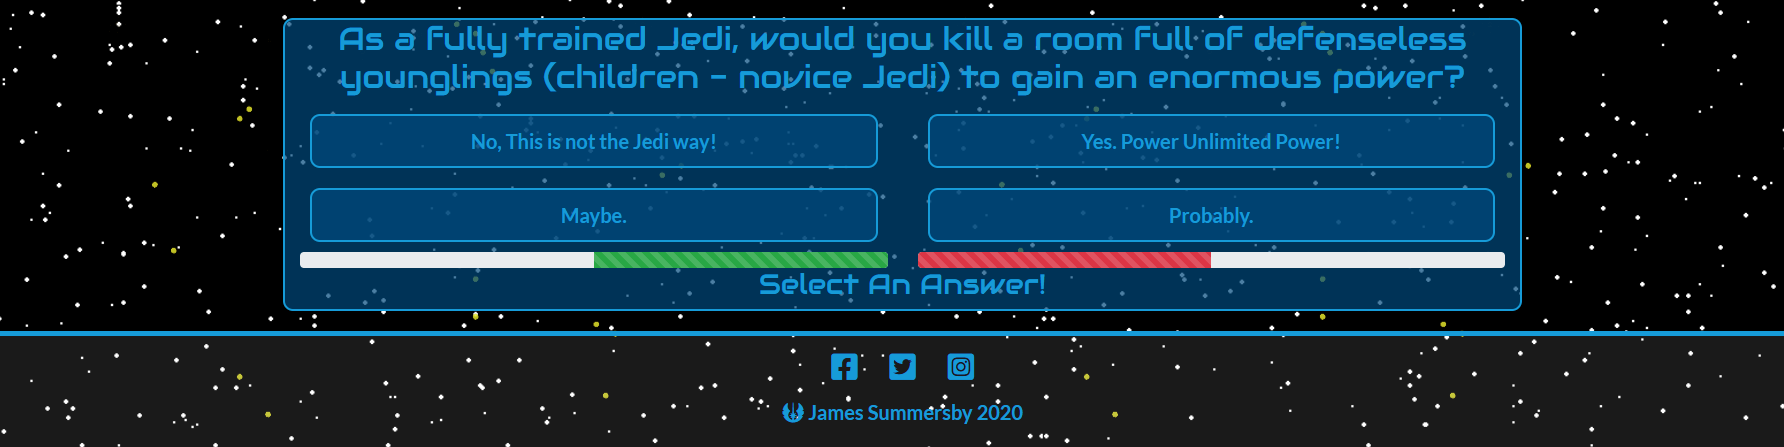 As a fully trained Jedi, would you kill a room full of defenseless
younglings (children - novice Jedi) to gain an enormous power?
No, This is not the Jedi way!
Yes. Power Unlimited Power!
Maybe.
Probably.
Select An Answer!
James Summersby 2020